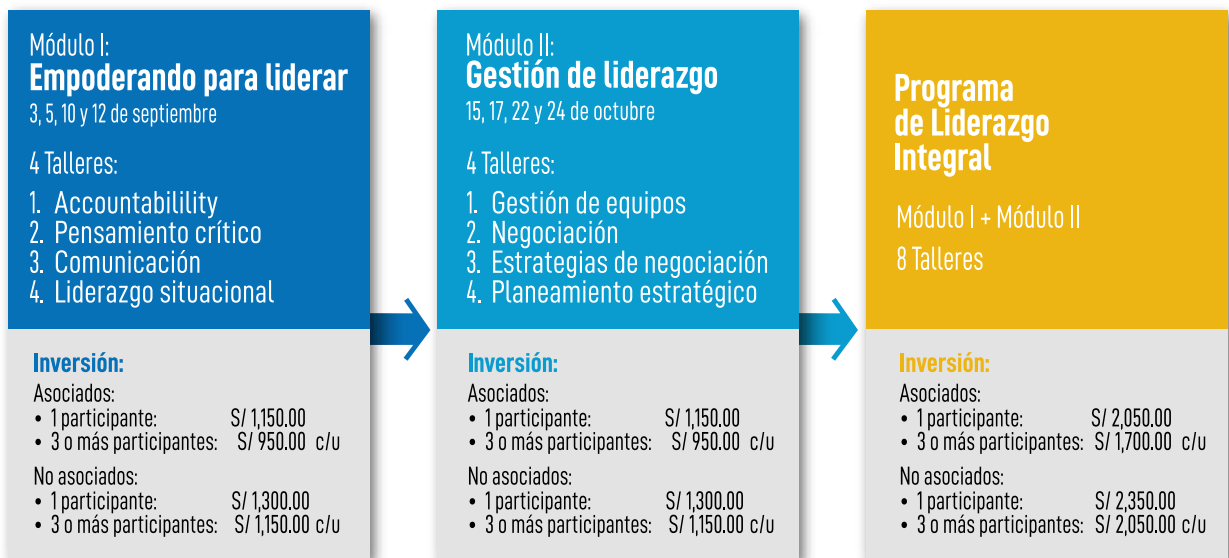 Módulo I:
Empoderando para liderar
3, 5, 10 y 12 de septiembre
4 Talleres:
1. Accountabilility
2. Pensamiento crítico
3. Comunicación
4. Liderazgo situacional
Inversión:
Asociados:
• 1 participante: S/ 1,150.00
• 3 o más participantes: S/ 950.00 c/u
No asociados:
• 1 participante: S/ 1,300.00
• 3 o más participantes: S/ 1,150.00 c/u
Módulo II:
Gestión de liderazgo
15, 17, 22 y 24 de octubre
4 Talleres:
1. Gestión de equipos
2. Negociación
3. Estrategias de negociación
4. Planeamiento estratégico
Inversión:
Asociados:
• 1 participante: S/ 1,150.00
• 3 o más participantes: S/ 950.00 c/u
No asociados:
• 1 participante: S/ 1,300.00
• 3 o más participantes: S/ 1,150.00 c/u
Programa
de Liderazgo
Integral
Módulo I + Módulo II
8 Talleres
Inversión:
Asociados:
• 1 participante: S/ 2,050.00
• 3 o más participantes: S/ 1,700.00 c/u
No asociados:
• 1 participante: S/ 2,350.00
• 3 o más participantes: S/ 2,050.00 c/u